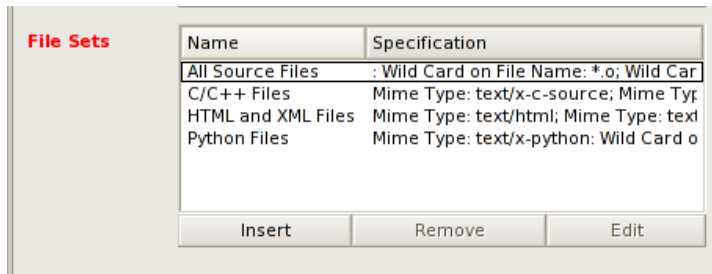 File Sets
Name Specification
All Source Files : Wild Card on File Name: *.o; Wild Car
C/C++ Files Mime Type: text/x-c-source; Mime Typ
HTML and XML Files Mime Type: text/html; Mime Type: text
Python Files Mime Type: text/x-python: Wild Card o
Insert Remove Edit